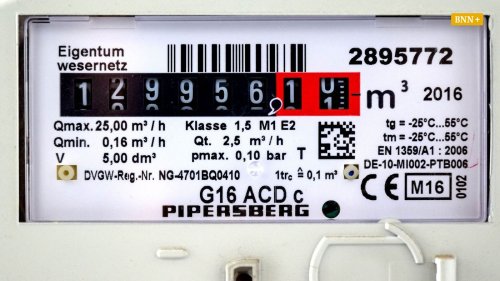 BNN+
Eigentum
wesernetz
2895772
129956,10 m³ 2016
1
Qmax. 25,00 m³ / h Klasse 1,5 M1 E2
Qmin. 0,16 m³ / h Qt. 2,5 m³ / h
V 5,00 dm³ pmax. 0,10 bar T
tg = -25°C...55°C
tm = -25°C...55°C
EN 1359/A1 : 2006
DE-10-MI002-PTB006
DVGW-Reg.-Nr. NG-4701BQ0410 1trc ≙ 0,1 m³
CE M16 0102
G16 ACD c
PIPERSBERG